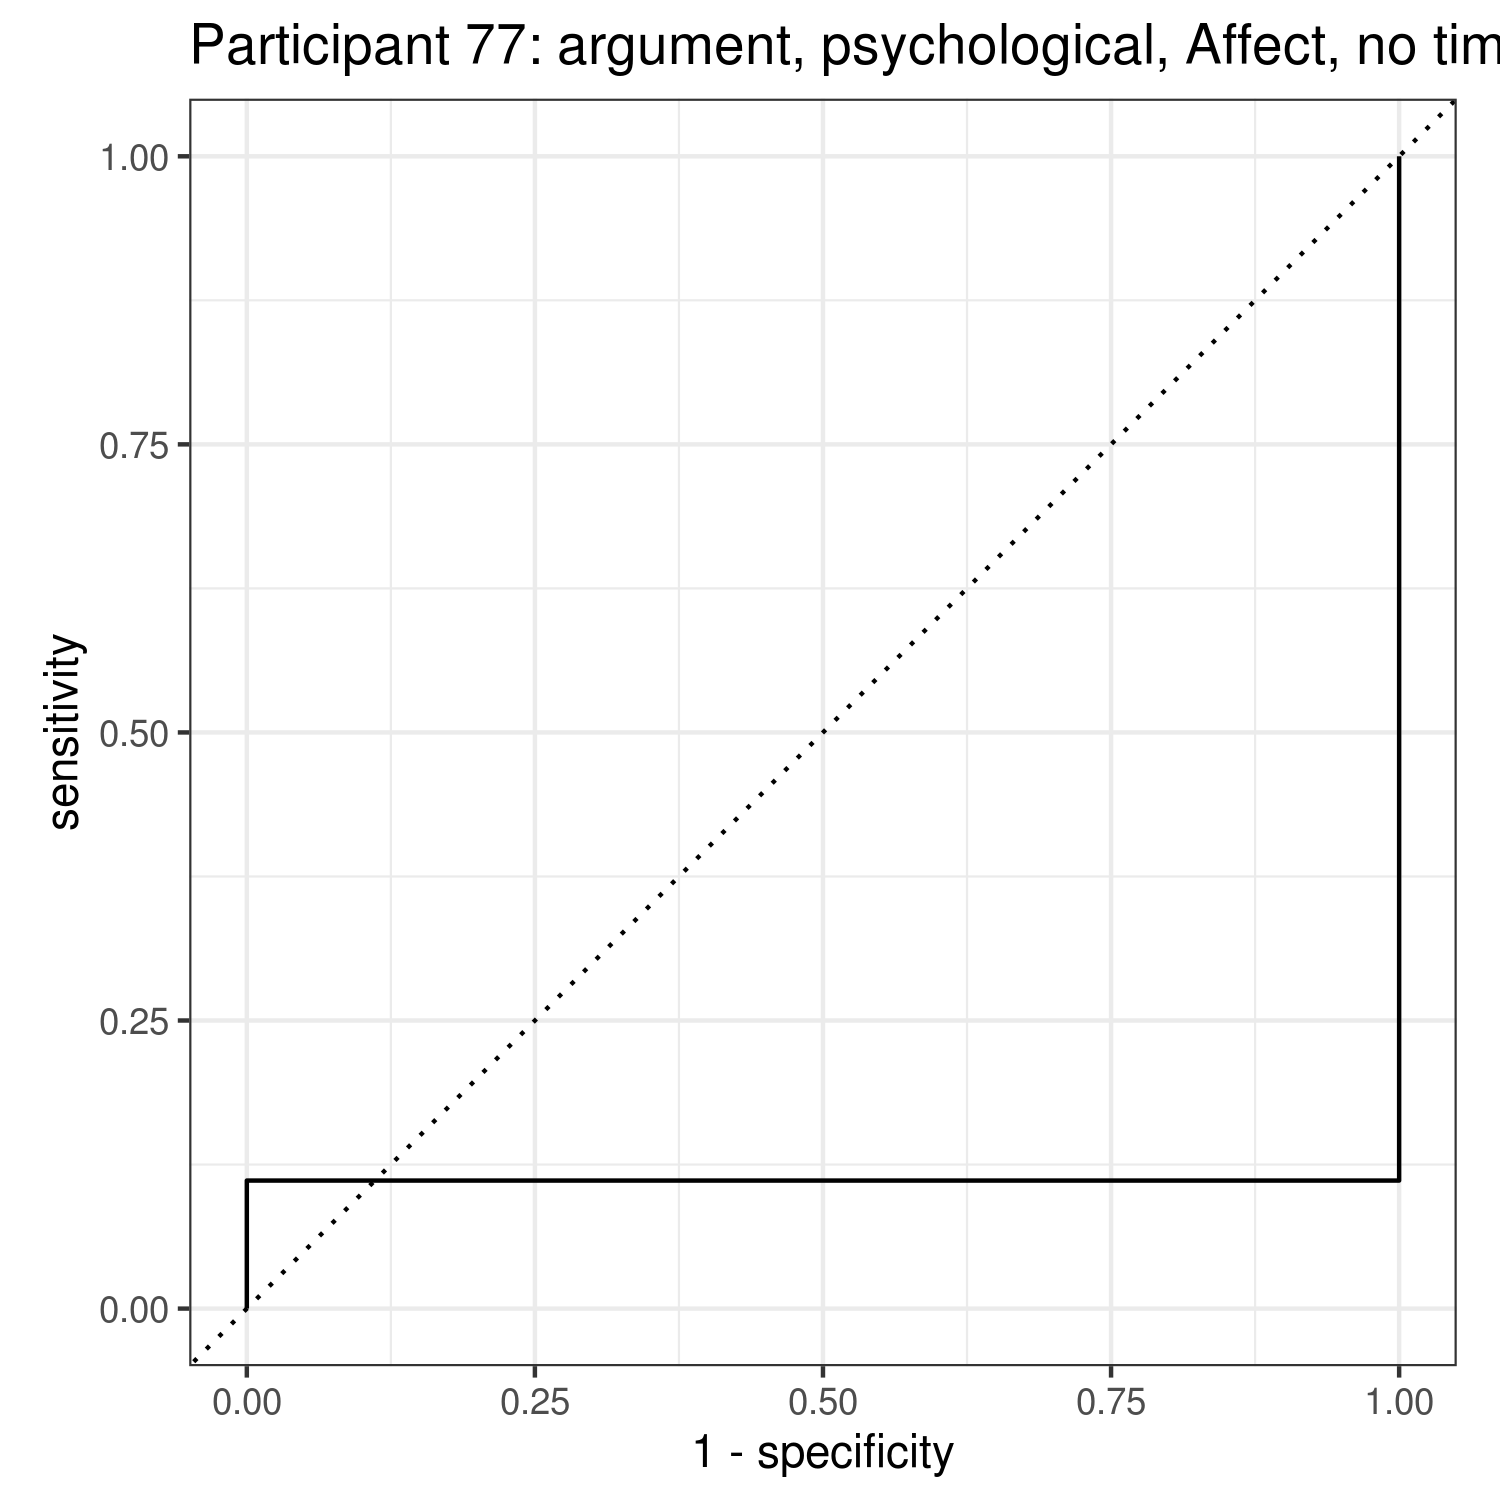 Participant 77: argument, psychological, Affect, no tim
1.00
0.75
0.50
0.25
0.00
sensitivity
0.00 0.25 0.50 0.75 1.00
1 - specificity